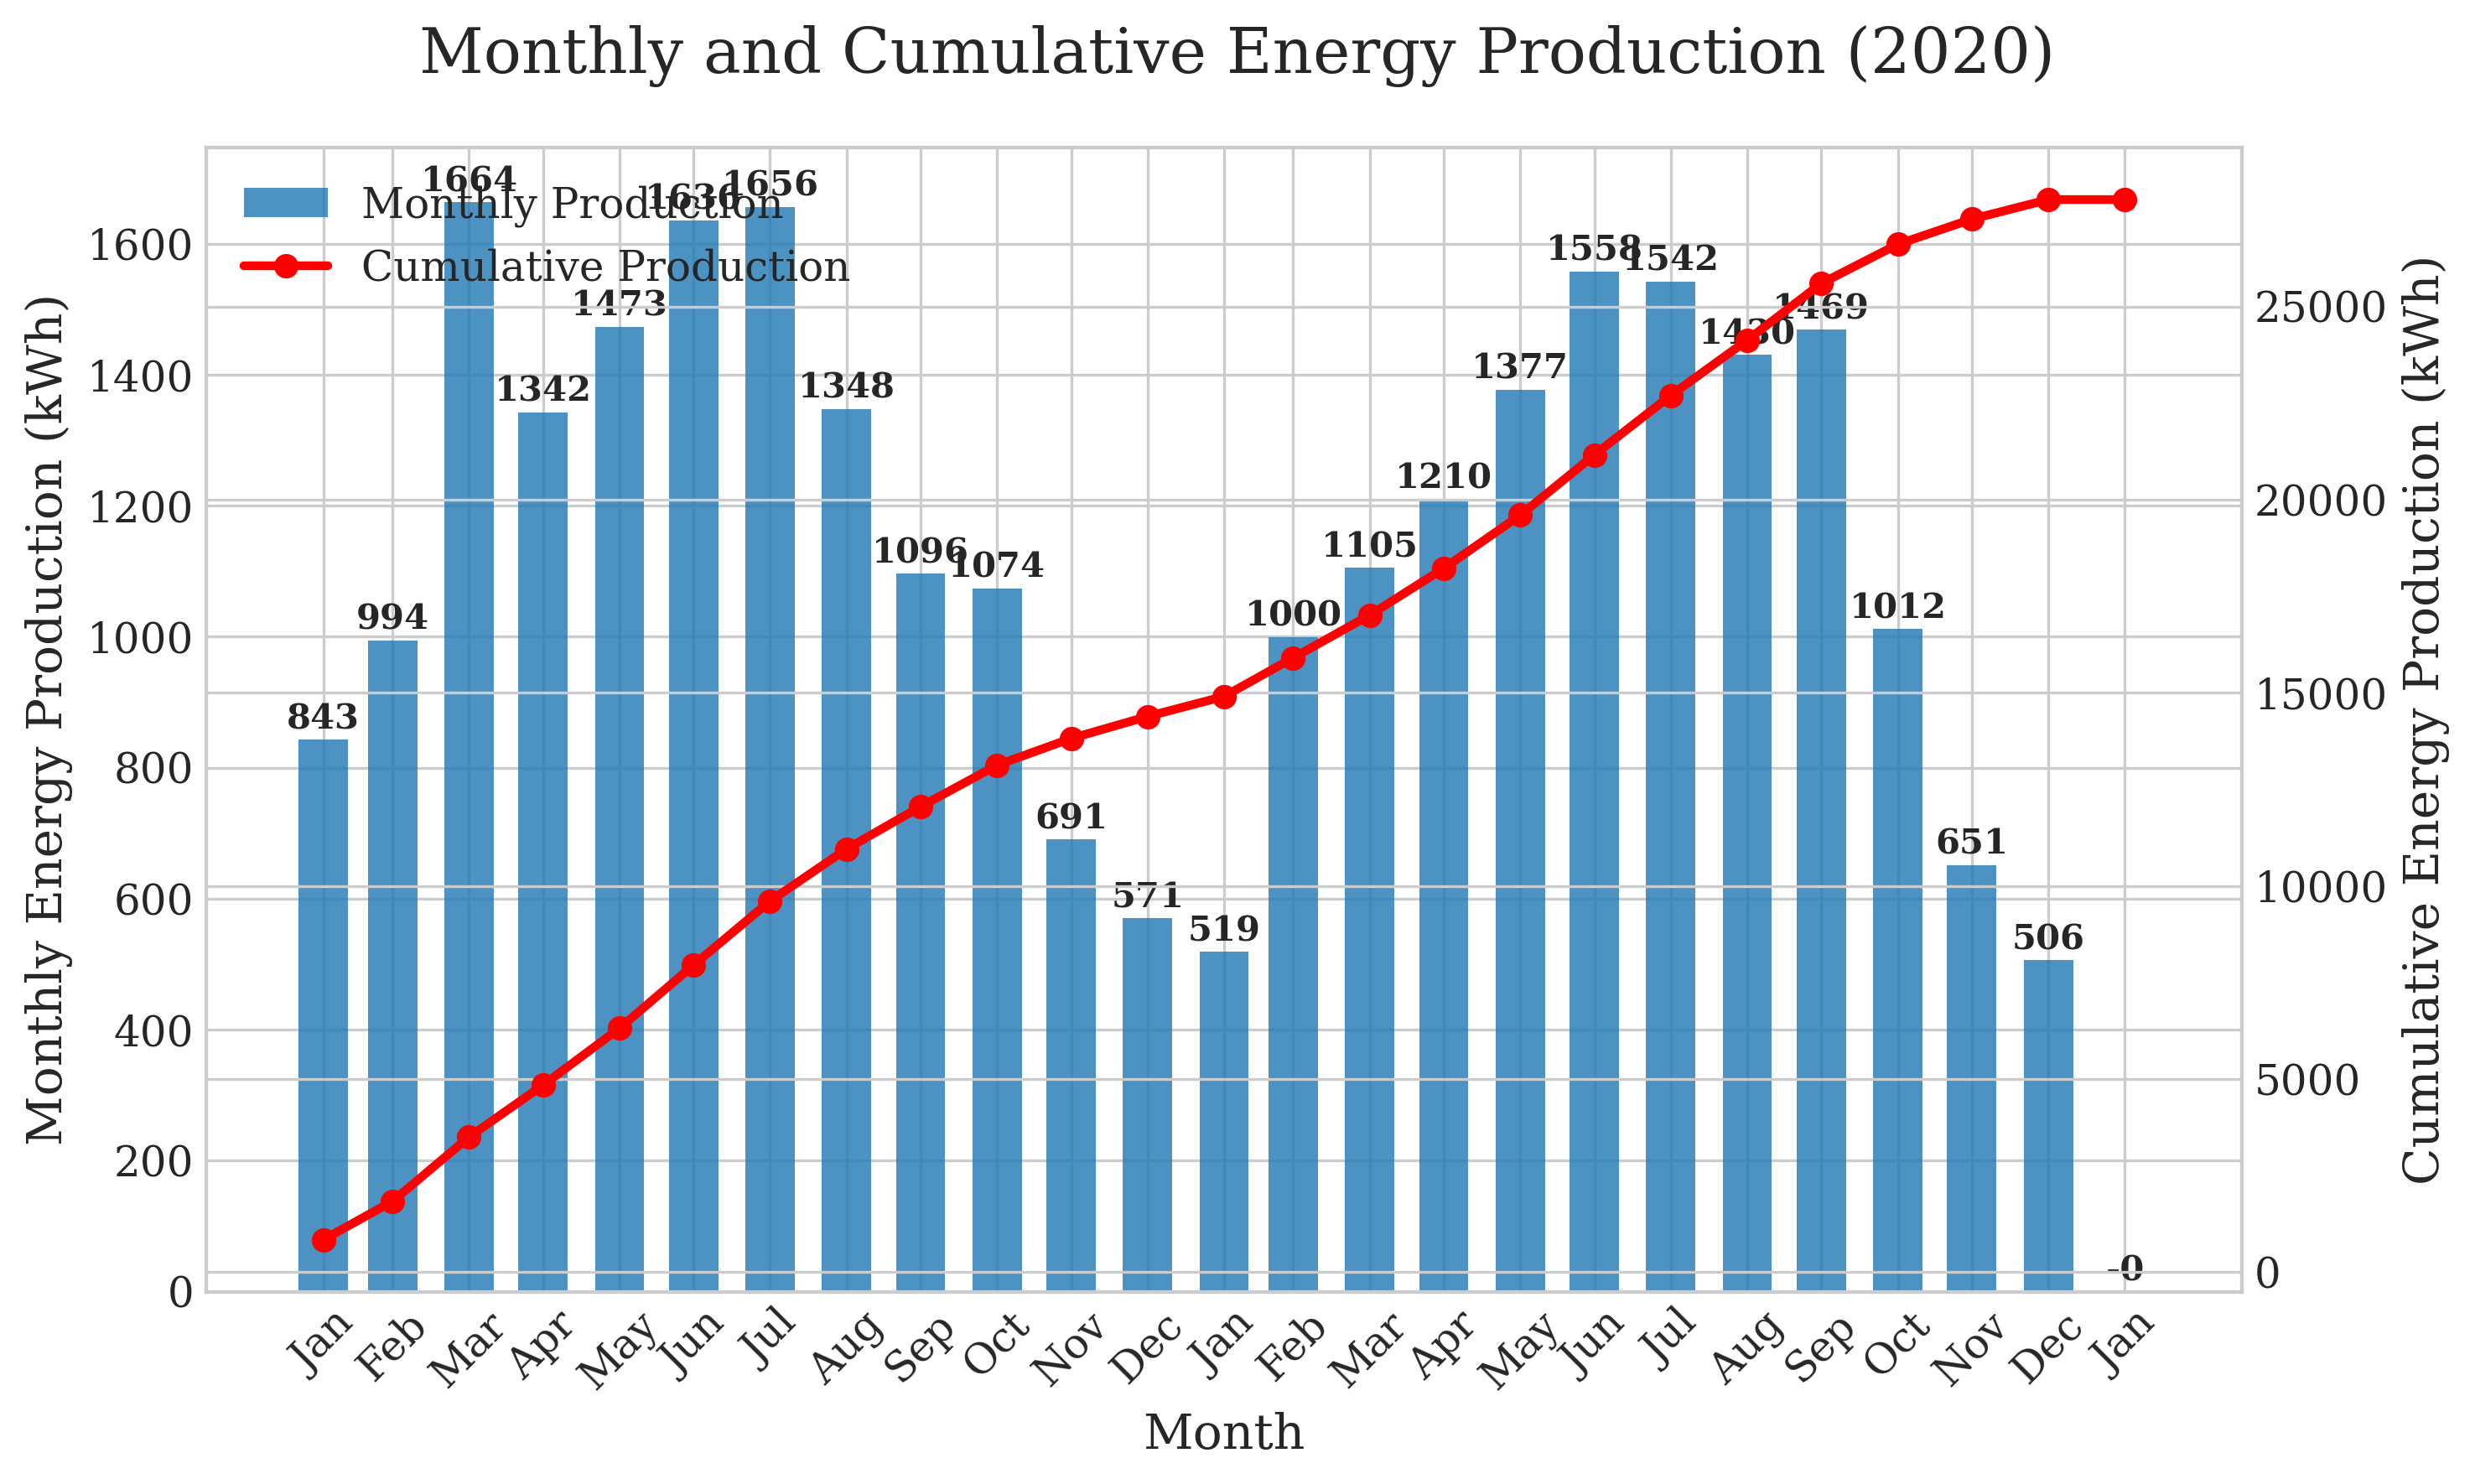 Monthly and Cumulative Energy Production (2020)
Monthly Production
Cumulative Production
Monthly Energy Production (kWh)
1600
1400
1200
1000
800
600
400
200
0
843
994
1664
1342
1473
1636
1656
1348
1096
1074
691
571
519
1000
1105
1210
1377
1558
1542
1430
1469
1012
651
506
-0
25000
20000
15000
10000
5000
0
Cumulative Energy Production (kWh)
Jan
Feb
Mar
Apr
May
Jun
Jul
Aug
Sep
Oct
Nov
Dec
Jan
Feb
Mar
Apr
May
Jun
Jul
Aug
Sep
Oct
Nov
Dec
Jan
Month